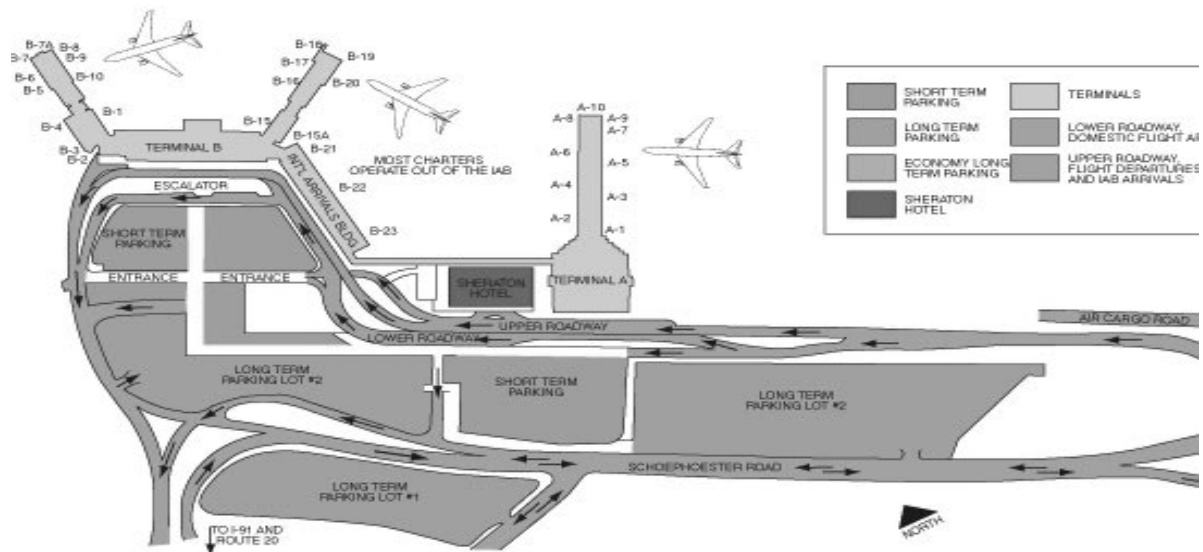 B-7A
B-8
B-7
B-9
B-6
B-10
B-5
B-1
B-4
B-3
B-2
B-18
B-19
B-17
B-20
B-16
B-15
B-15A
B-21
B-22
B-23
TERMINAL B
INT'L ARRIVALS BLDG
MOST CHARTERS
OPERATE OUT OF THE IAB
A-10
A-8
A-9
A-7
A-6
A-5
A-4
A-3
A-2
A-1
TERMINAL A
SHORT TERM
PARKING
LONG TERM
PARKING
ECONOMY LONG
TERM PARKING
SHERATON
HOTEL
TERMINALS
LOWER ROADWAY,
DOMESTIC FLIGHT AR
UPPER ROADWAY,
FLIGHT DEPARTURES
AND IAB ARRIVALS
ESCALATOR
SHORT TERM
PARKING
ENTRANCE
ENTRANCE
SHERATON
HOTEL
UPPER ROADWAY
LOWER ROADWAY
AIR CARGO ROAD
LONG TERM
PARKING LOT #2
SHORT TERM
PARKING
LONG TERM
PARKING LOT #2
SCHOEPHOESTER ROAD
LONG TERM
PARKING LOT #1
TO I-91 AND
ROUTE 20
NORTH